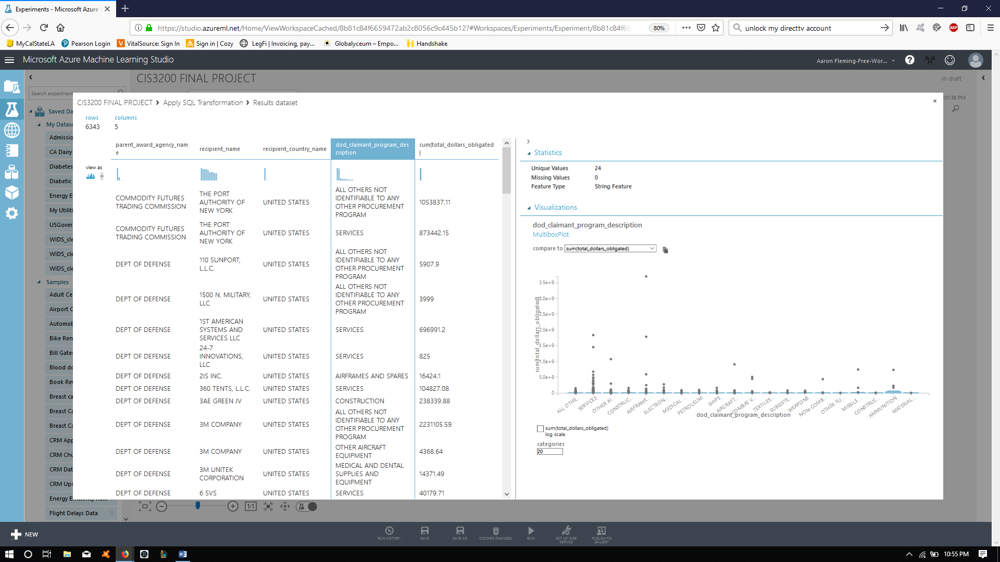 Experiments - Microsoft Azure
https://studio.azureml.net/Home/ViewWorkspaceCached/8b81c84f6659472ab2c8056c9c445b12?#Workspaces/Experiments/Experiment/8b81c84f66
80%
unlock my directtv account
ABP
MyCalStateLA
Pearson Login
VitalSource: Sign In
Sign in | Cozy
LegFi | Invoicing, pay...
Globalyceum – Empo...
Handshake
Microsoft Azure Machine Learning Studio
Aaron Fleming-Free-Wor...
CIS3200 FINAL PROJECT
In draft
:01:38 PM
Search experiment
Saved Da
My Datase
Admissio
CA Dairy
Diabetes
Diabetic
Energy E
My Utiliti
USGover
WIDS_cle
WIDS_cle
WIDS_cle
Samples
Adult Ce
Airport C
Automob
Bike Ren
Bill Gates
Blood do
Book Rev
Breast ca
Breast Ca
Breast Ca
CRM App
CRM Chu
CRM Dat
CRM Ups
Flight Delays Data
CIS3200 FINAL PROJECT > Apply SQL Transformation > Results dataset
rows columns
6343 5
view as
parent_award_agency_nam
e
recipient_name
recipient_country_name
dod_claimant_program_des
cription
sum(total_dollars_obligated
)
COMMODITY FUTURES
TRADING COMMISSION
THE PORT
AUTHORITY OF
NEW YORK
UNITED STATES
ALL OTHERS NOT
IDENTIFIABLE TO ANY
OTHER PROCUREMENT
PROGRAM
1053837.11
COMMODITY FUTURES
TRADING COMMISSION
THE PORT
AUTHORITY OF
NEW YORK
UNITED STATES
SERVICES
873442.15
DEPT OF DEFENSE
110 SUNPORT,
L.L.C.
UNITED STATES
ALL OTHERS NOT
IDENTIFIABLE TO ANY
OTHER PROCUREMENT
PROGRAM
5907.9
DEPT OF DEFENSE
1500 N. MILITARY,
LLC
UNITED STATES
ALL OTHERS NOT
IDENTIFIABLE TO ANY
OTHER PROCUREMENT
PROGRAM
3999
DEPT OF DEFENSE
1ST AMERICAN
SYSTEMS AND
SERVICES LLC
UNITED STATES
SERVICES
696991.2
DEPT OF DEFENSE
24-7
INNOVATIONS,
LLC
UNITED STATES
SERVICES
825
DEPT OF DEFENSE
2IS INC.
UNITED STATES
AIRFRAMES AND SPARES
16424.1
DEPT OF DEFENSE
360 TENTS, L.L.C.
UNITED STATES
SERVICES
104827.08
DEPT OF DEFENSE
3AE GREEN JV
UNITED STATES
CONSTRUCTION
238339.88
DEPT OF DEFENSE
3M COMPANY
UNITED STATES
ALL OTHERS NOT
IDENTIFIABLE TO ANY
OTHER PROCUREMENT
PROGRAM
2231105.59
DEPT OF DEFENSE
3M COMPANY
UNITED STATES
OTHER AIRCRAFT
EQUIPMENT
4368.64
DEPT OF DEFENSE
3M UNITEK
CORPORATION
UNITED STATES
MEDICAL AND DENTAL
SUPPLIES AND
EQUIPMENT
14371.49
DEPT OF DEFENSE
6 SVS
UNITED STATES
SERVICES
40179.71
Statistics
Unique Values 24
Missing Values 0
Feature Type String Feature
Visualizations
dod_claimant_program_description
MultiboxPlot
compare to sum(total_dollars_obligated)
sum(total_dollars_obligated)
3.5e+9
3.0e+9
2.5e+9
2.0e+9
1.5e+9
1.0e+9
5.0e+8
0
ALL OTHE...
SERVICES
OTHER AI...
CONSTRUC...
AIRFRAME...
ELECTRON...
MEDICAL ...
PETROLEUM
SHIPS
AIRCRAFT...
COMBAT V...
TEXTILES...
SUBSISTE...
WEAPONS
NON-COMB...
OTHER FU...
MISSILE ...
CONSTRUC...
AMMUNITION
MATERIAL...
dod_claimant_program_description
sum(total_dollars_obligated)
log scale
categories
20
1:1
NEW
RUN HISTORY
SAVE
SAVE AS
DISCARD CHANGES
RUN
SET UP WEB
SERVICE
PUBLISH TO
GALLERY
10:55 PM